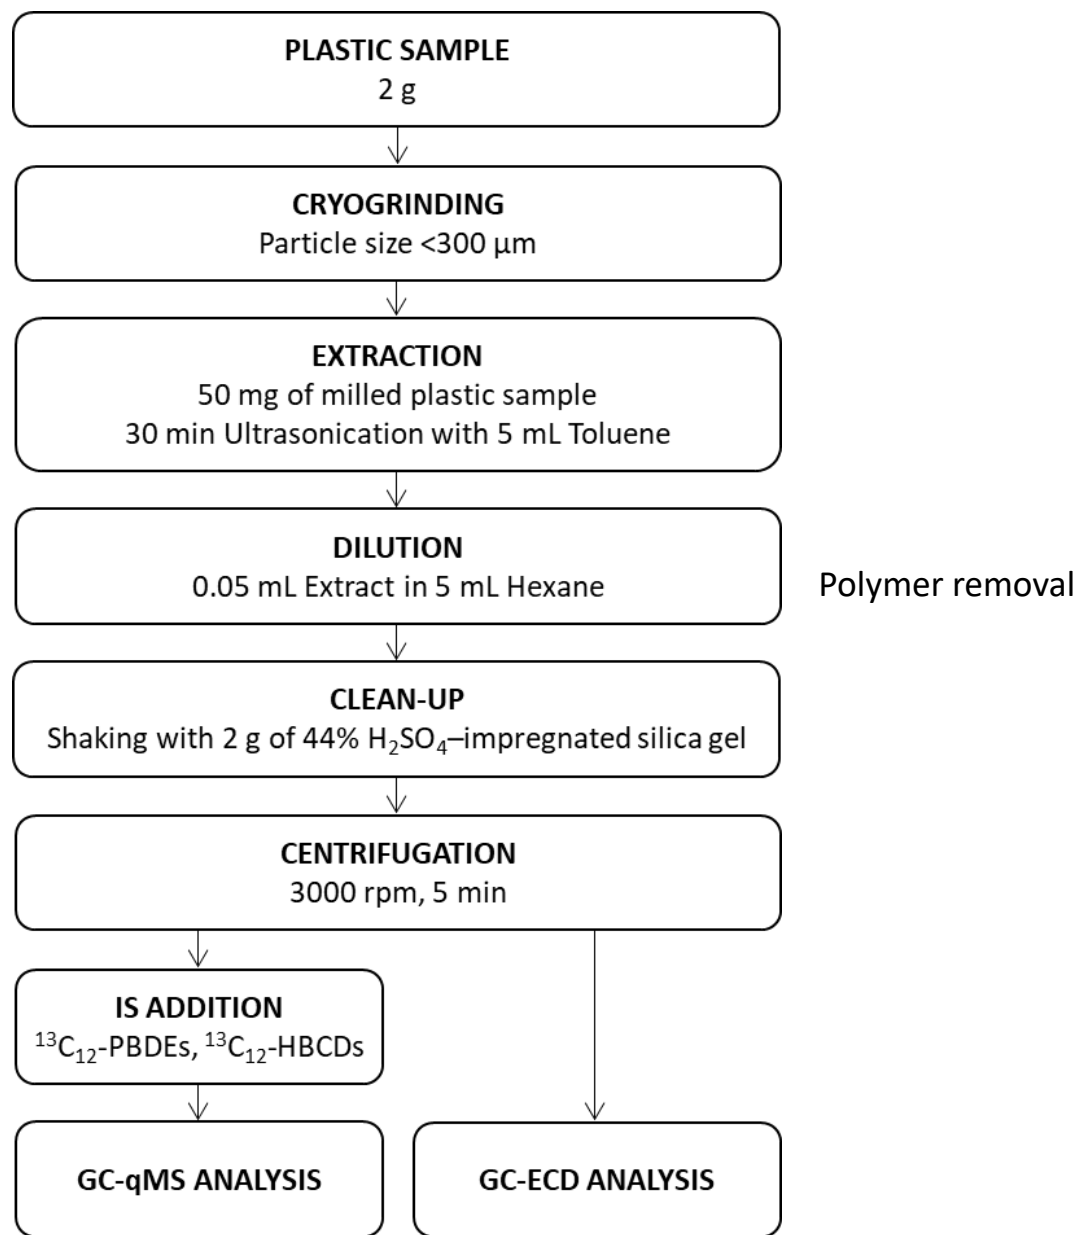 PLASTIC SAMPLE
2 g
CRYOGRINDING
Particle size <300 µm
EXTRACTION
50 mg of milled plastic sample
30 min Ultrasonication with 5 mL Toluene
DILUTION
0.05 mL Extract in 5 mL Hexane
Polymer removal
CLEAN-UP
Shaking with 2 g of 44% H₂SO₄–impregnated silica gel
CENTRIFUGATION
3000 rpm, 5 min
IS ADDITION
¹³C₁₂-PBDEs, ¹³C₁₂-HBCDs
GC-qMS ANALYSIS
GC-ECD ANALYSIS